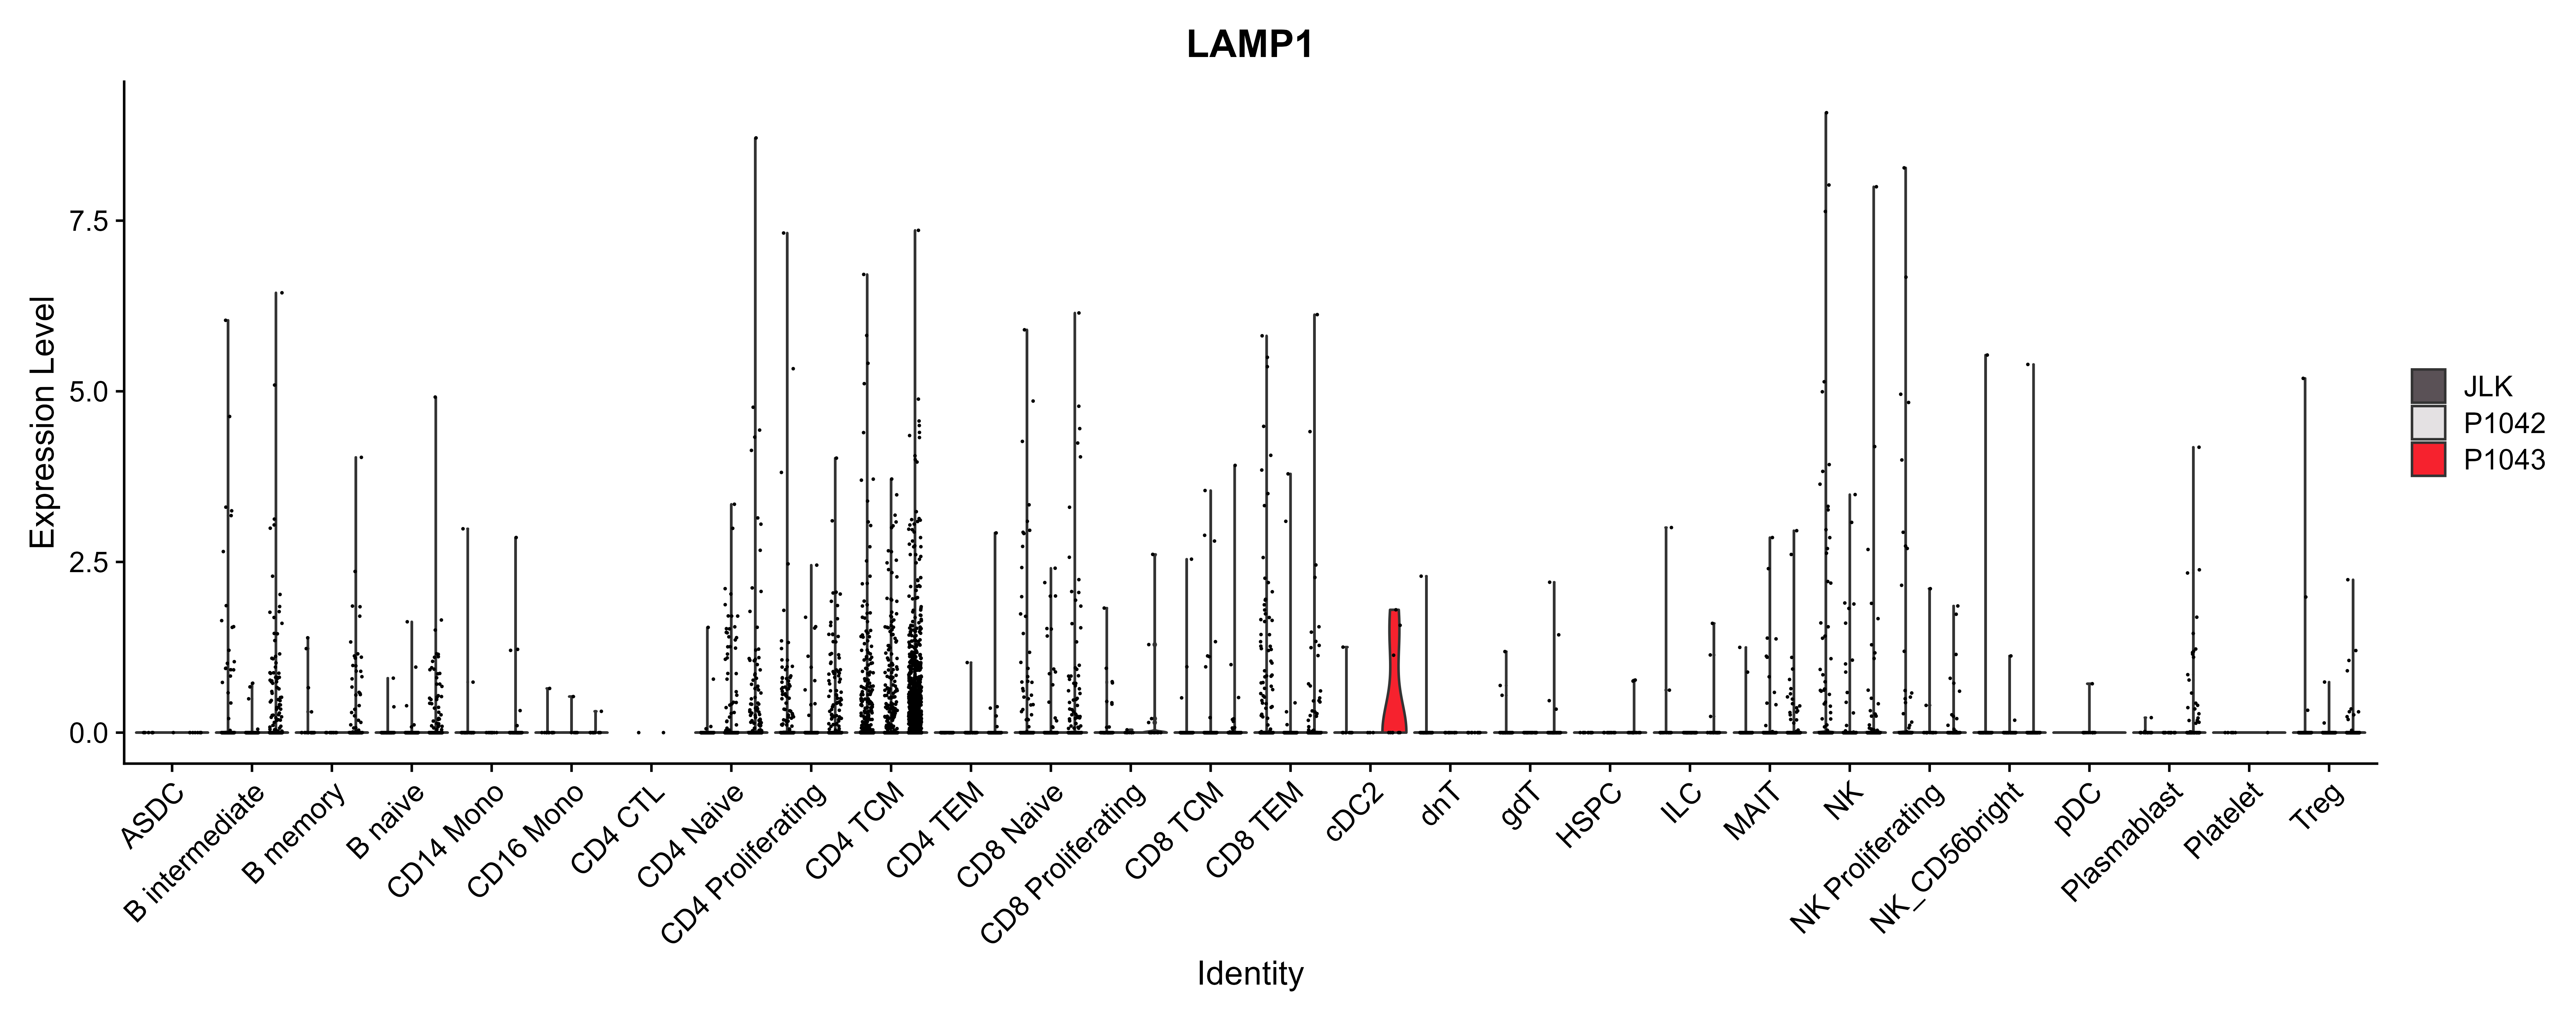 LAMP1
Expression Level
7.5
5.0
2.5
0.0
ASDC
B intermediate
B memory
B naive
CD14 Mono
CD16 Mono
CD4 CTL
CD4 Naive
CD4 Proliferating
CD4 TCM
CD4 TEM
CD8 Naive
CD8 Proliferating
CD8 TCM
CD8 TEM
cDC2
dnT
gdT
HSPC
ILC
MAIT
NK
NK Proliferating
NK_CD56bright
pDC
Plasmablast
Platelet
Treg
Identity
JLK
P1042
P1043